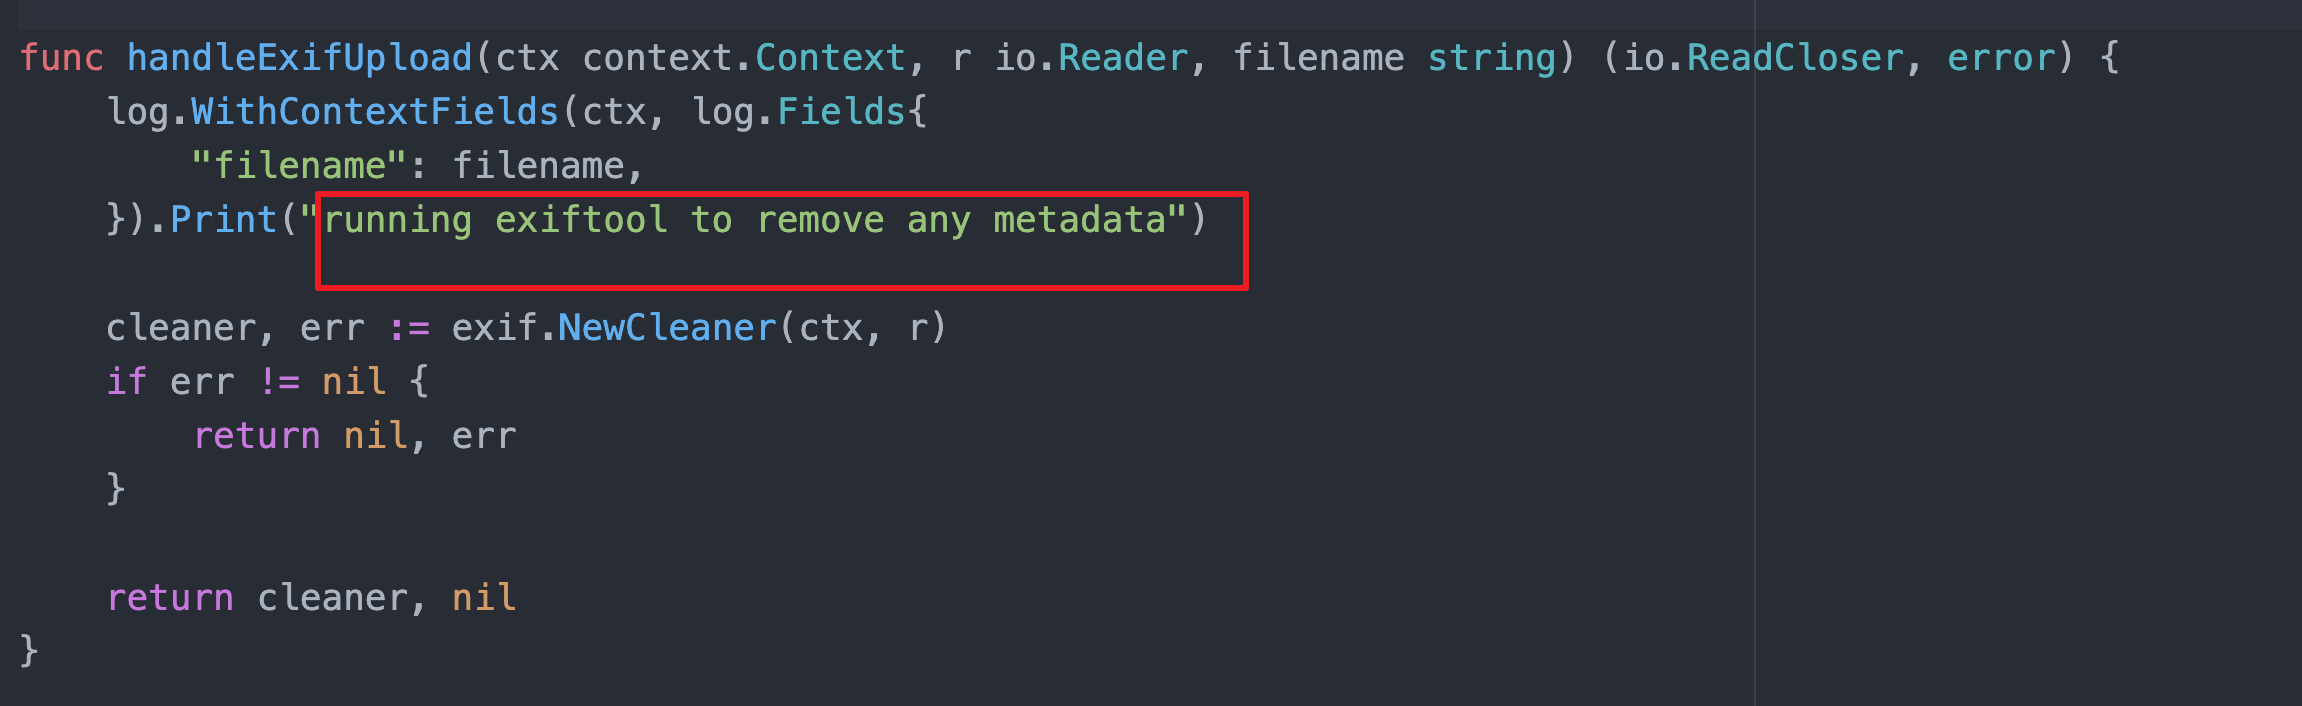 func handleExifUpload(ctx context.Context, r io.Reader, filename string) (io.ReadCloser, error) {
    log.WithContextFields(ctx, log.Fields{
        "filename": filename,
    }).Print("running exiftool to remove any metadata")
    cleaner, err := exif.NewCleaner(ctx, r)
    if err != nil {
        return nil, err
    }
    return cleaner, nil
}